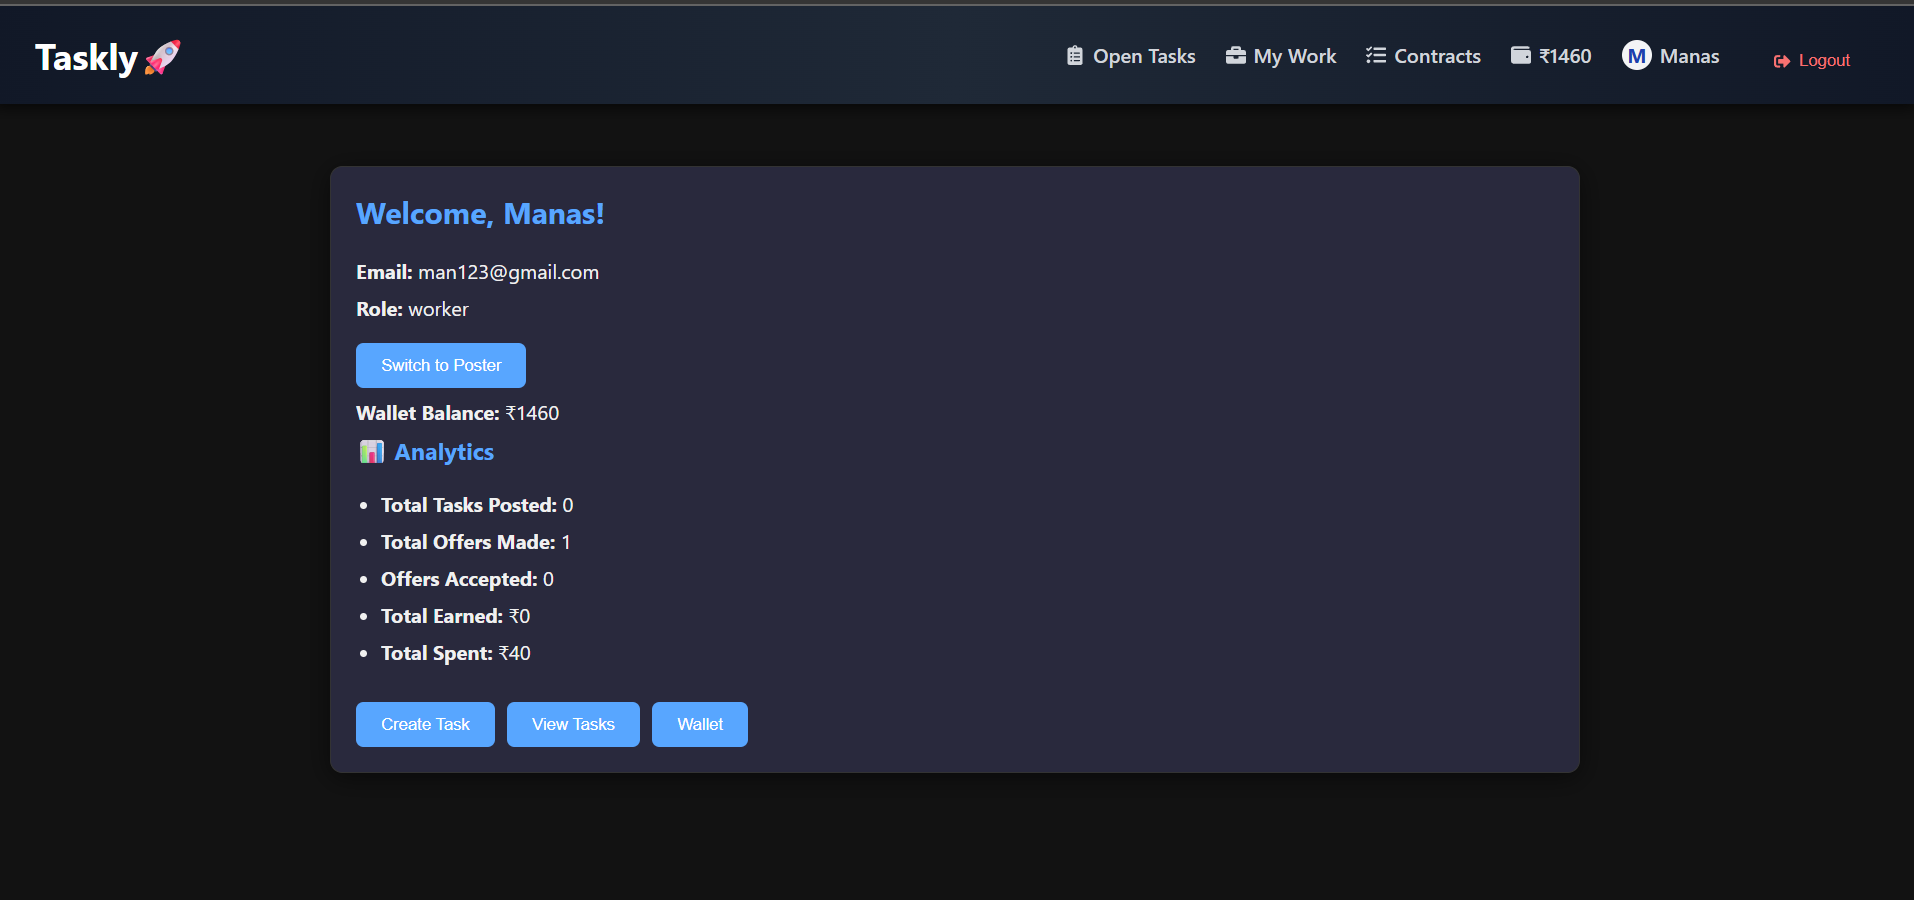 Taskly🚀
Open Tasks My Work Contracts ₹1460 M Manas Logout
Welcome, Manas!
Email: man123@gmail.com
Role: worker
Switch to Poster
Wallet Balance: ₹1460
📊 Analytics
• Total Tasks Posted: 0
• Total Offers Made: 1
• Offers Accepted: 0
• Total Earned: ₹0
• Total Spent: ₹40
Create Task View Tasks Wallet